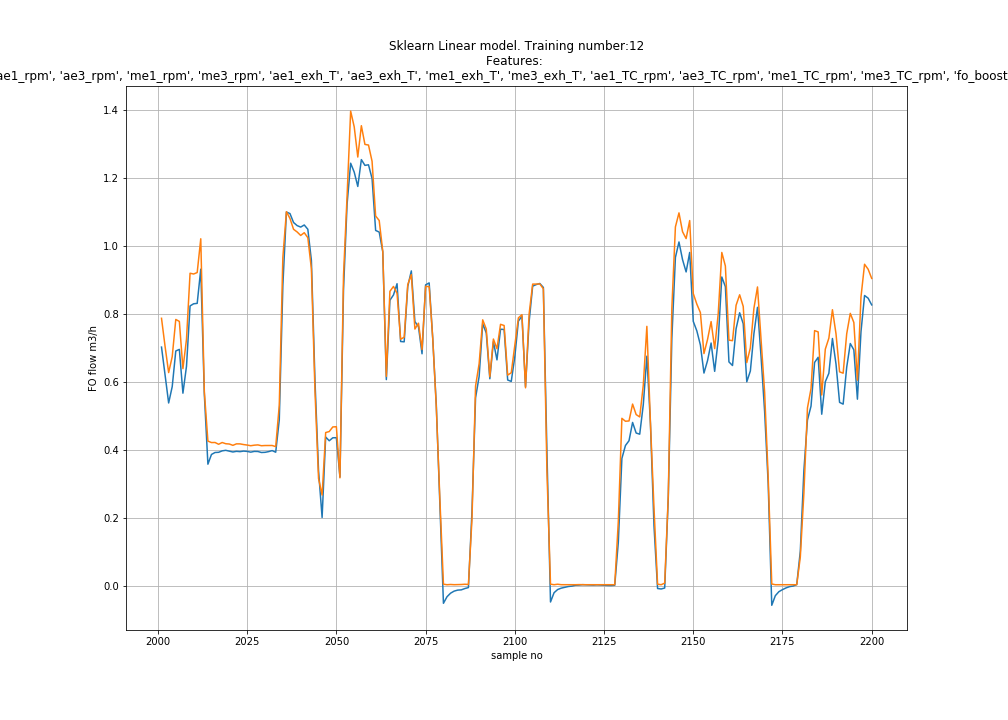 Sklearn Linear model. Training number:12
Features:
ae1_rpm', 'ae3_rpm', 'me1_rpm', 'me3_rpm', 'ae1_exh_T', 'ae3_exh_T', 'me1_exh_T', 'me3_exh_T', 'ae1_TC_rpm', 'ae3_TC_rpm', 'me1_TC_rpm', 'me3_TC_rpm', 'fo_boost
1.4
1.2
1.0
0.8
0.6
0.4
0.2
0.0
FO flow m3/h
2000 2025 2050 2075 2100 2125 2150 2175 2200
sample no